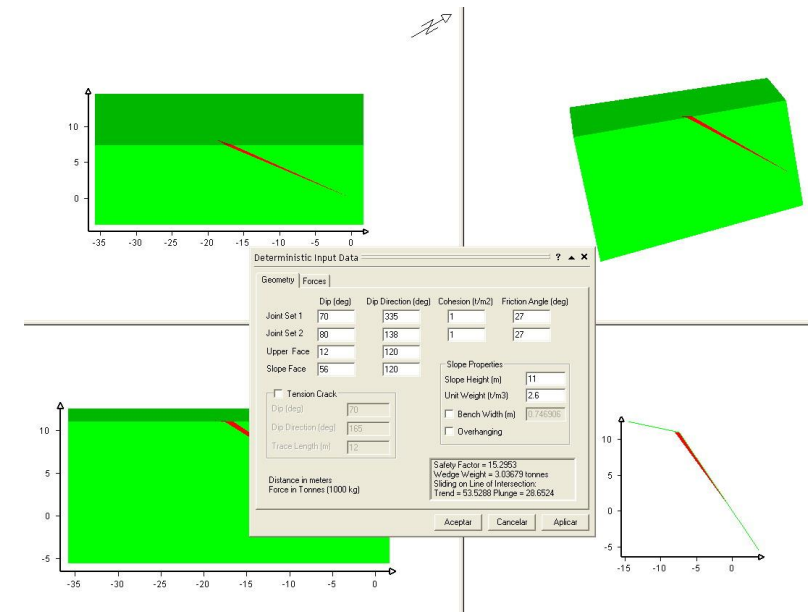 10
5
0
-35 -30 -25 -20 -15 -10 -5 0
Deterministic Input Data ?
Geometry Forces
Dip (deg) Dip Direction (deg) Cohesion (t/m2) Friction Angle (deg)
Joint Set 1 70 335 1 27
Joint Set 2 80 138 1 27
Upper Face 12 120
Slope Face 56 120
Slope Properties
Slope Height (m) 11
Unit Weight (t/m3) 2.6
Bench Width (m) 0.746906
Overhanging
Tension Crack
Dip (deg) 70
Dip Direction (deg) 165
Trace Length (m) 12
Distance in meters
Force in Tonnes (1000 kg)
Safety Factor = 15.2953
Wedge Weight = 3.03679 tonnes
Sliding on Line of Intersection:
Trend = 53.5288 Plunge = 28.6524
Aceptar Cancelar Aplicar
10
5
0
-5
-35 -30 -25 -20 -15 -10 -5 0
10
5
0
-5
-15 -10 -5 0